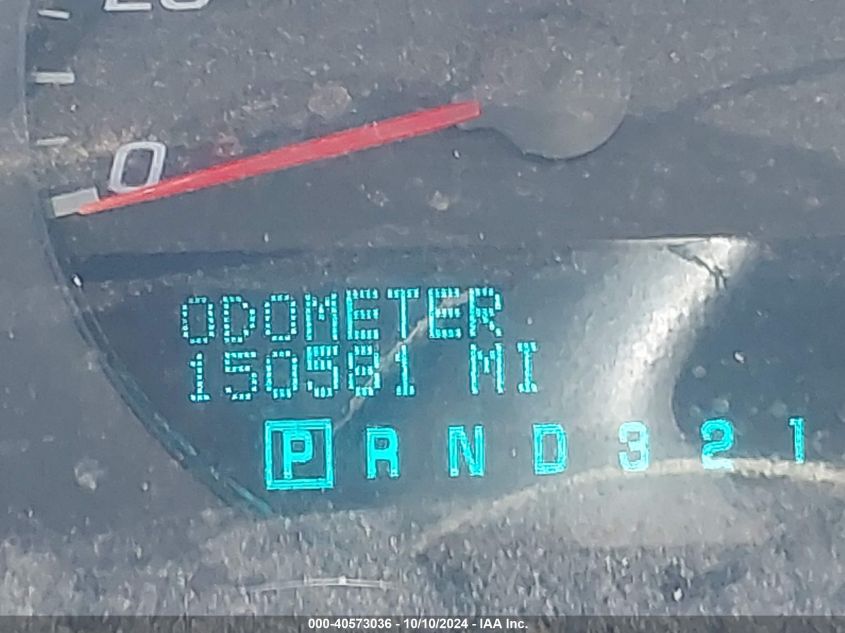 0
ODOMETER
150581 MI
P R N D 3 2 1
000-40573036 - 10/10/2024 - IAA Inc.